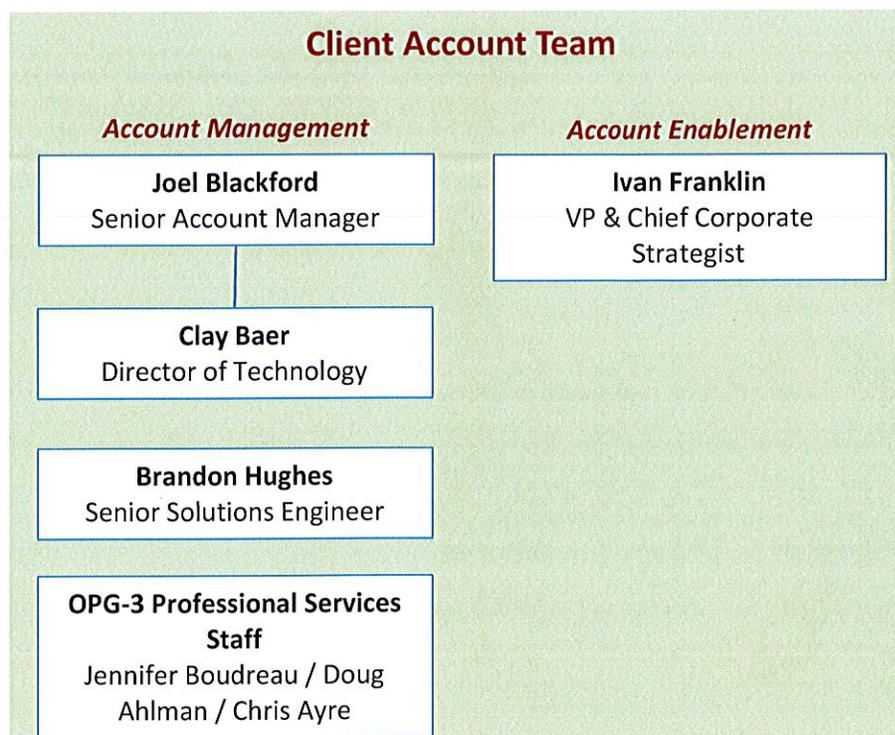 Client Account Team
Account Management
Joel Blackford
Senior Account Manager
Clay Baer
Director of Technology
Brandon Hughes
Senior Solutions Engineer
OPG-3 Professional Services
Staff
Jennifer Boudreau / Doug
Ahlman / Chris Ayre
Account Enablement
Ivan Franklin
VP & Chief Corporate
Strategist